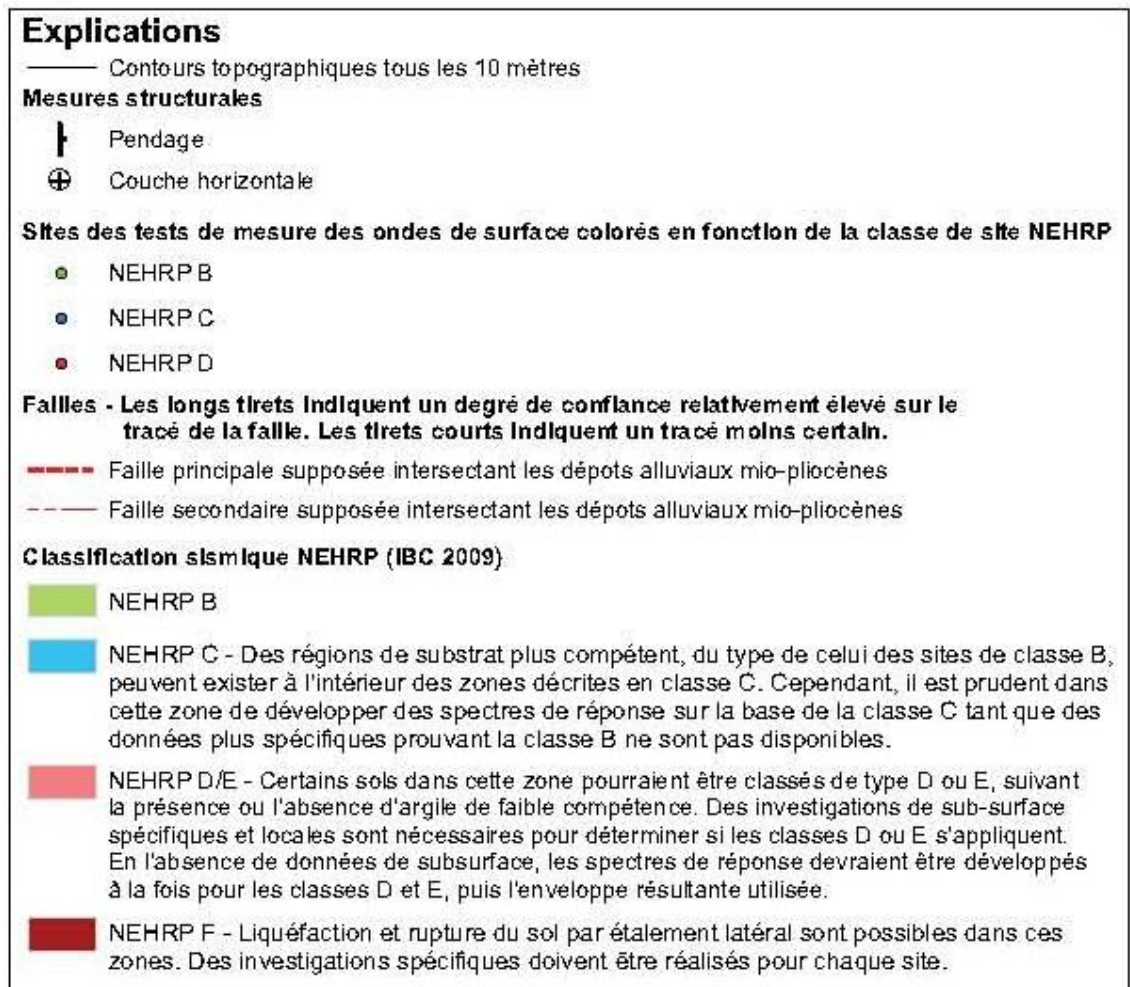 Explications
Contours topographiques tous les 10 mètres
Mesures structurales
Pendage
Couche horizontale
Sites des tests de mesure des ondes de surface colorés en fonction de la classe de site NEHRP
NEHRP B
NEHRP C
NEHRP D
Failles - Les longs tirets indiquent un degré de confiance relativement élevé sur le
tracé de la faille. Les tirets courts indiquent un tracé moins certain.
Faille principale supposée intersectant les dépots alluviaux mio-pliocènes
Faille secondaire supposée intersectant les dépots alluviaux mio-pliocènes
Classification sismique NEHRP (IBC 2009)
NEHRP B
NEHRP C - Des régions de substrat plus compétent, du type de celui des sites de classe B,
peuvent exister à l'intérieur des zones décrites en classe C. Cependant, il est prudent dans
cette zone de développer des spectres de réponse sur la base de la classe C tant que des
données plus spécifiques prouvant la classe B ne sont pas disponibles.
NEHRP D/E - Certains sols dans cette zone pourraient être classés de type D ou E, suivant
la présence ou l'absence d'argile de faible compétence. Des investigations de sub-surface
spécifiques et locales sont nécessaires pour déterminer si les classes D ou E s'appliquent.
En l'absence de données de subsurface, les spectres de réponse devraient être développés
à la fois pour les classes D et E, puis l'enveloppe résultante utilisée.
NEHRP F - Liquéfaction et rupture du sol par étalement latéral sont possibles dans ces
zones. Des investigations spécifiques doivent être réalisés pour chaque site.